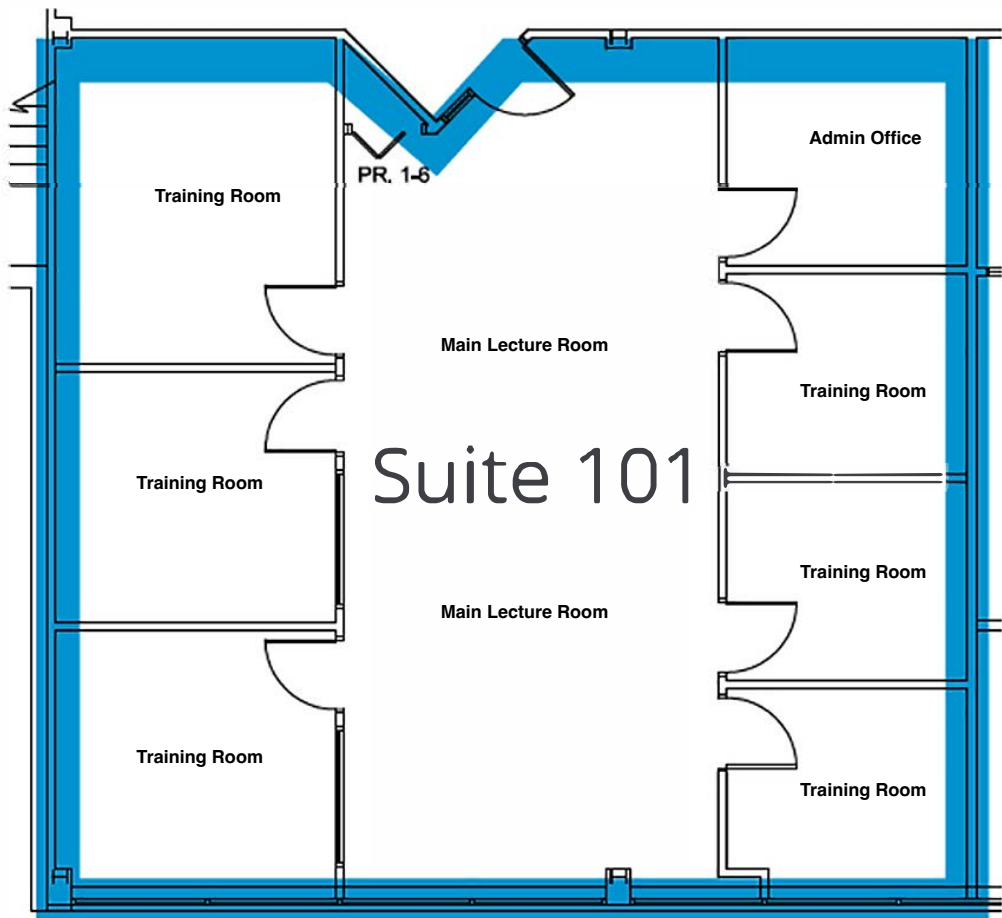 Admin Office
PR. 1-6
Training Room
Main Lecture Room
Training Room
Suite 101
Training Room
Training Room
Main Lecture Room
Training Room
Training Room